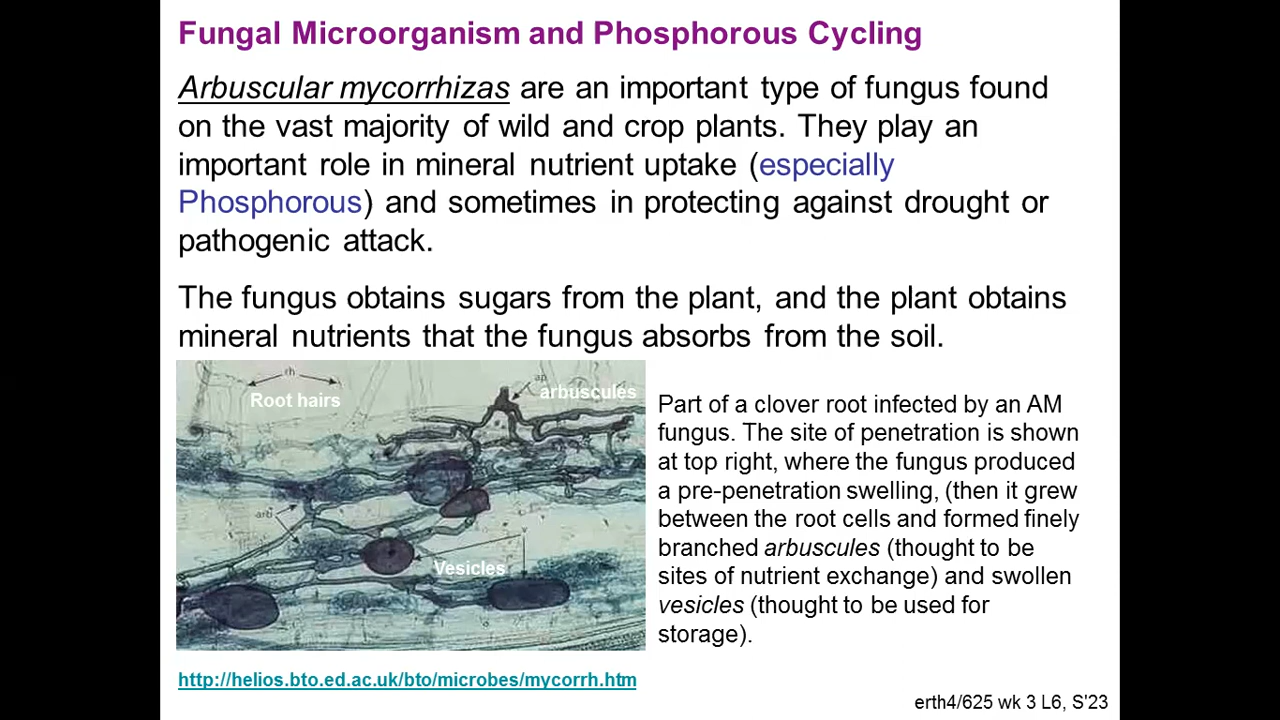 Fungal Microorganism and Phosphorous Cycling
Arbuscular mycorrhizas are an important type of fungus found
on the vast majority of wild and crop plants. They play an
important role in mineral nutrient uptake (especially
Phosphorous) and sometimes in protecting against drought or
pathogenic attack.
The fungus obtains sugars from the plant, and the plant obtains
mineral nutrients that the fungus absorbs from the soil.
rh
Root hairs
ap
arbuscules
arb
v
Vesicles
Part of a clover root infected by an AM
fungus. The site of penetration is shown
at top right, where the fungus produced
a pre-penetration swelling, (then it grew
between the root cells and formed finely
branched arbuscules (thought to be
sites of nutrient exchange) and swollen
vesicles (thought to be used for
storage).
http://helios.bto.ed.ac.uk/bto/microbes/mycorrh.htm
erth4/625 wk 3 L6, S'23